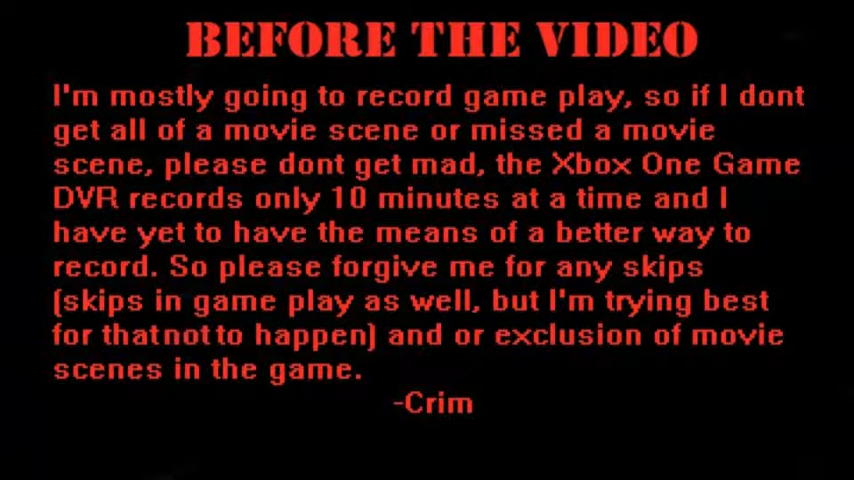 BEFORE THE VIDEO
I'm mostly going to record game play, so if I dont
get all of a movie scene or missed a movie
scene, please dont get mad, the Xbox One Game
DVR records only 10 minutes at a time and I
have yet to have the means of a better way to
record. So please forgive me for any skips
(skips in game play as well, but I'm trying best
for that not to happen) and or exclusion of movie
scenes in the game.
-Crim